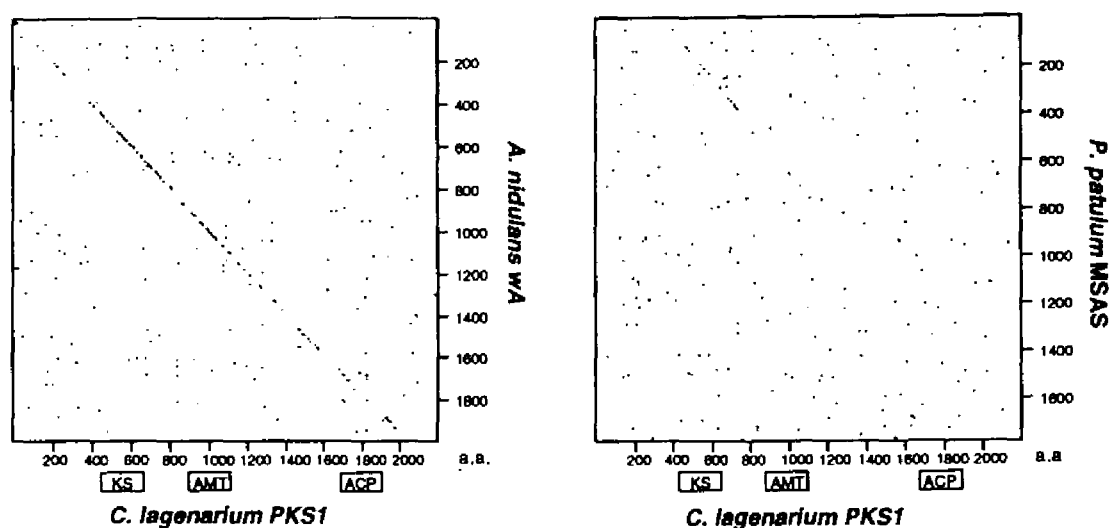 200
400
600
800
1000
1200
1400
1600
1800
A. nidulans wA
200 400 600 800 1000 1200 1400 1600 1800 2000 a.a.
KS AMT ACP
C. lagenarium PKS1
200
400
600
800
1000
1200
1400
1600
P. patulum MSAS
200 400 600 800 1000 1200 1400 1600 1800 2000 a.a
KS AMT ACP
C. lagenarium PKS1